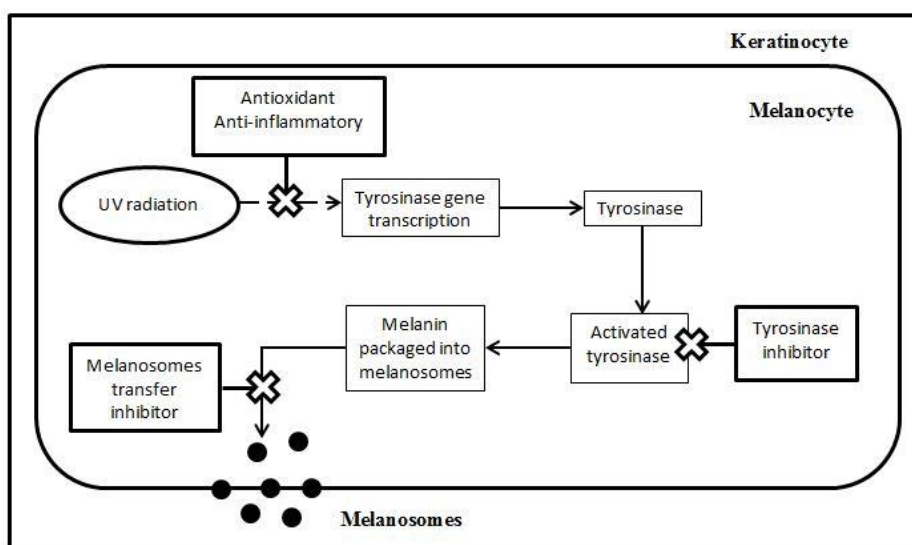 Keratinocyte
Antioxidant
Anti-inflammatory
Melanocyte
UV radiation
Tyrosinase gene
transcription
Tyrosinase
Melanin
packaged into
melanosomes
Activated
tyrosinase
Tyrosinase
inhibitor
Melanosomes
transfer
inhibitor
Melanosomes